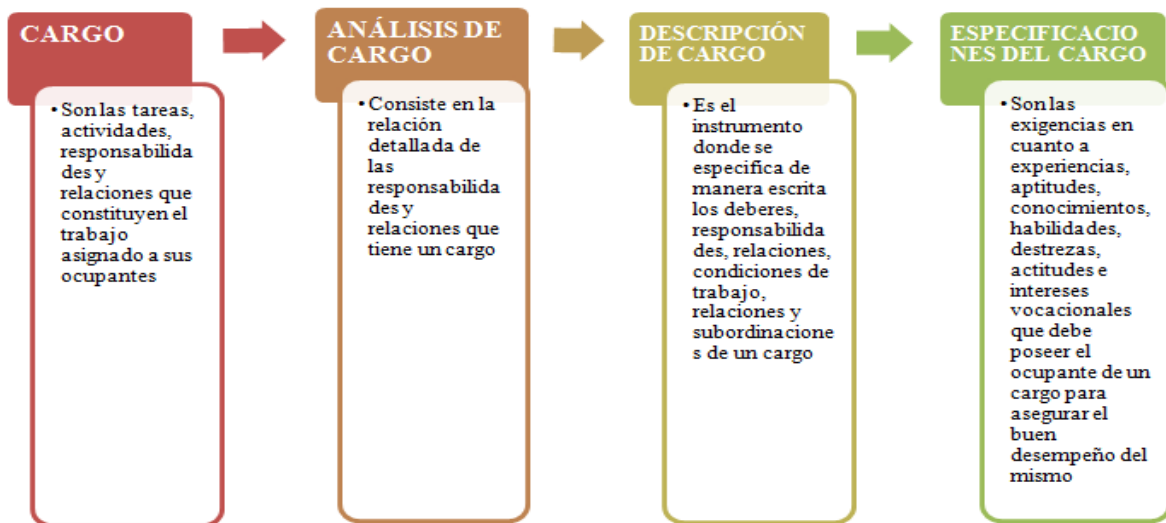 CARGO
• Son las tareas,
actividades,
responsabilida
des y
relaciones que
constituyen el
trabajo
asignado a sus
ocupantes
ANÁLISIS DE
CARGO
• Consiste en la
relación
detallada de
las
responsabilida
des y
relaciones que
tiene un cargo
DESCRIPCIÓN
DE CARGO
• Es el
instrumento
donde se
especifica de
manera escrita
los deberes,
responsabilida
des, relaciones,
condiciones de
trabajo,
relaciones y
subordinacione
s de un cargo
ESPECIFICACIO
NES DEL CARGO
• Son las
exigencias en
cuanto a
experiencias,
aptitudes,
conocimientos,
habilidades,
destrezas,
actitudes e
intereses
vocacionales
que debe
poseer el
ocupante de un
cargo para
asegurar el
buen
desempeño del
mismo